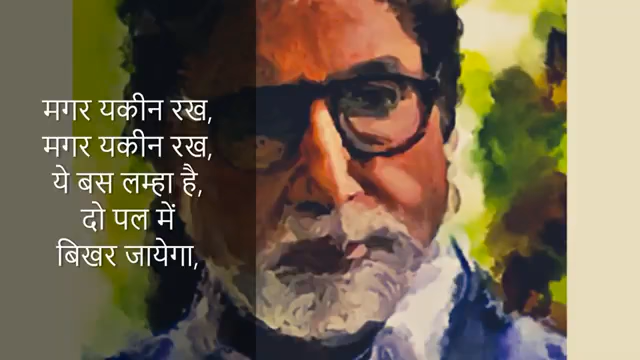 मगर यकीन रख,
मगर यकीन रख,
ये बस लम्हा है,
दो पल में
बिखर जायेगा,